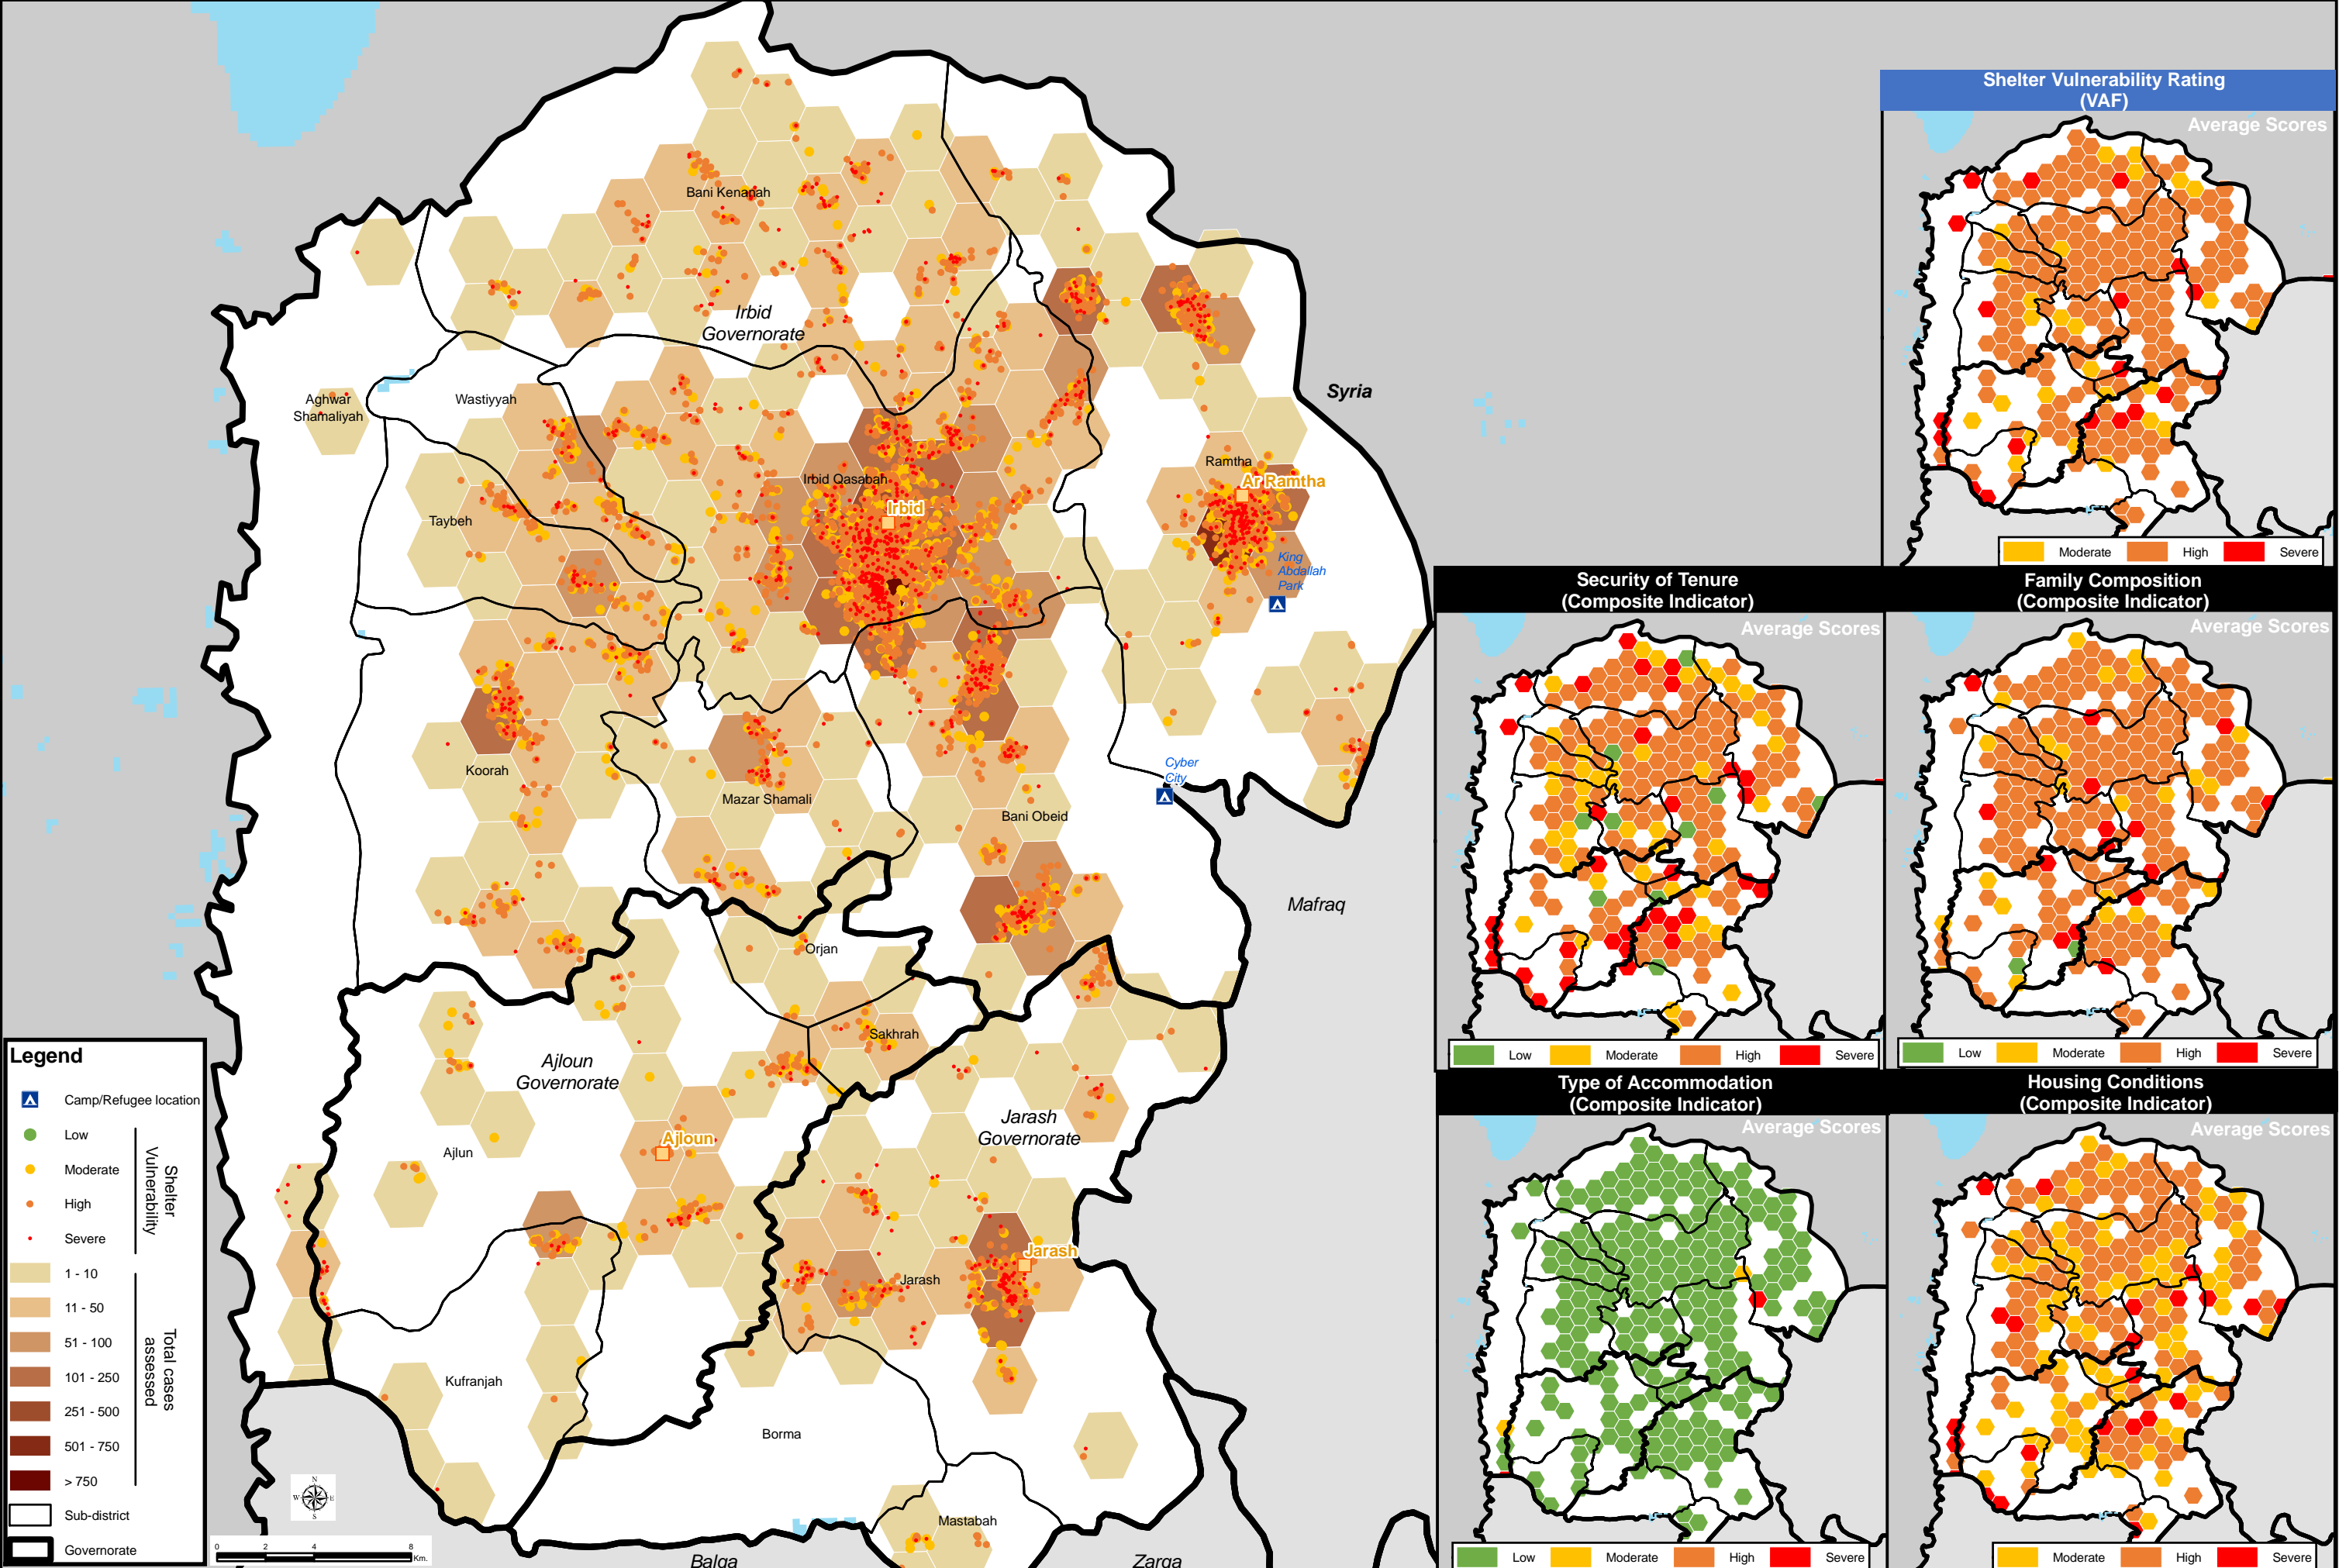 Bani Kenanah
Irbid
Governorate
Aghwar
Shamaliyah
Wastiyyah
Syria
Ramtha
Ar Ramtha
Irbid Qasabah
Irbid
Taybeh
King
Abdallah
Park
Cyber
City
Koorah
Mazar Shamali
Bani Obeid
Mafraq
Orjan
Sakhrah
Ajloun
Governorate
Jarash
Governorate
Ajloun
Ajlun
Jarash
Jarash
Kufranjah
Borma
Mastabah
Balqa
Zarqa
Legend
Camp/Refugee location
Low
Moderate
High
Severe
Shelter
Vulnerability
1 - 10
11 - 50
51 - 100
101 - 250
251 - 500
501 - 750
> 750
Total cases
assessed
Sub-district
Governorate
N
W E
S
0 2 4 8
Km.
Shelter Vulnerability Rating
(VAF)
Average Scores
Moderate High Severe
Security of Tenure
(Composite Indicator)
Average Scores
Low Moderate High Severe
Family Composition
(Composite Indicator)
Average Scores
Low Moderate High Severe
Type of Accommodation
(Composite Indicator)
Average Scores
Low Moderate High Severe
Housing Conditions
(Composite Indicator)
Average Scores
Moderate High Severe